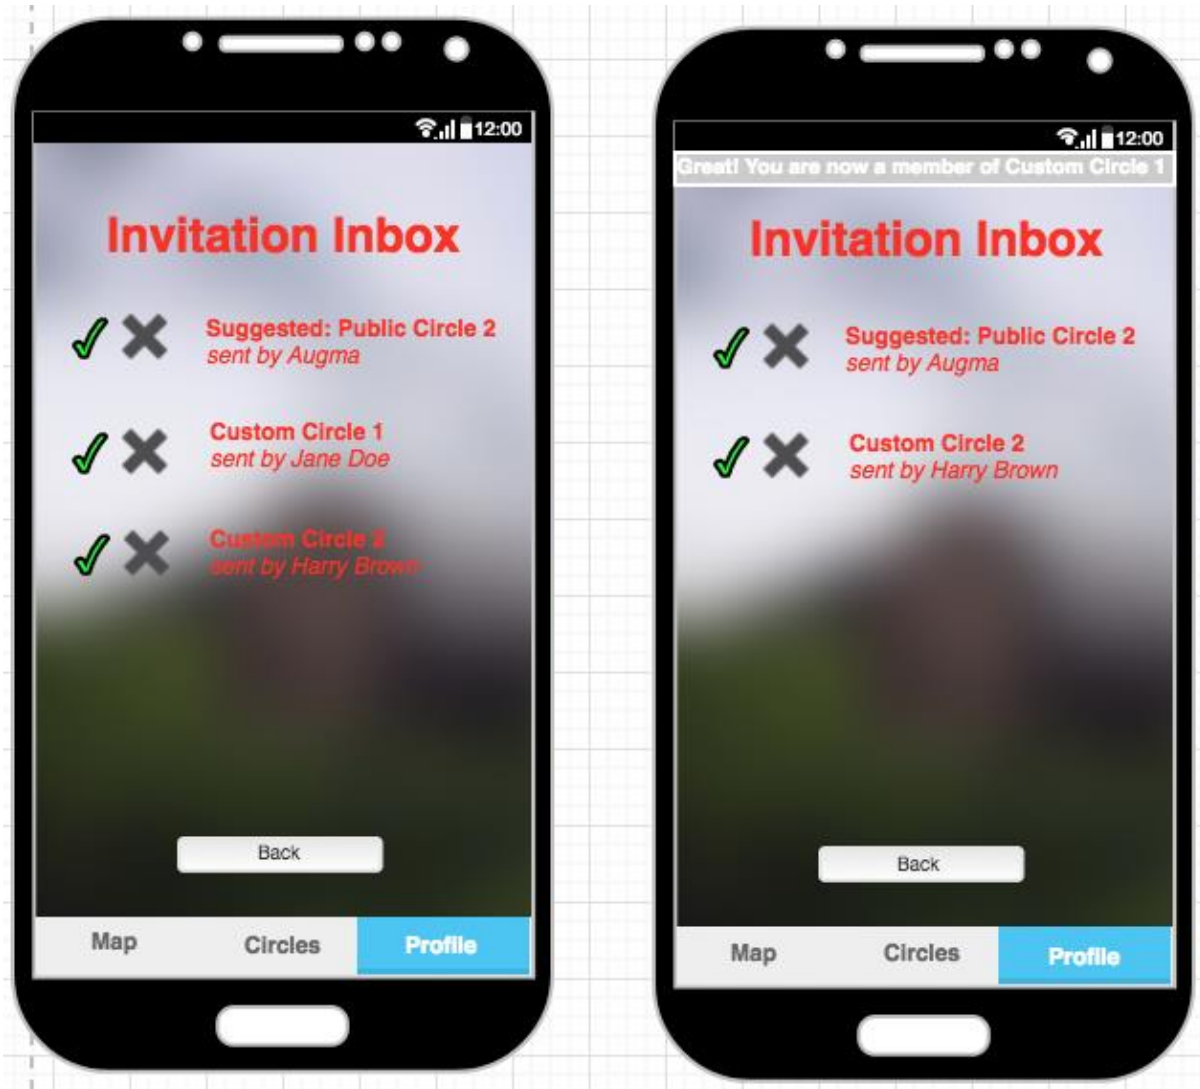 12:00
Invitation Inbox
Suggested: Public Circle 2
sent by Augma
Custom Circle 1
sent by Jane Doe
Custom Circle 2
sent by Harry Brown
Back
Map Circles Profile
12:00
Great! You are now a member of Custom Circle 1
Invitation Inbox
Suggested: Public Circle 2
sent by Augma
Custom Circle 2
sent by Harry Brown
Back
Map Circles Profile